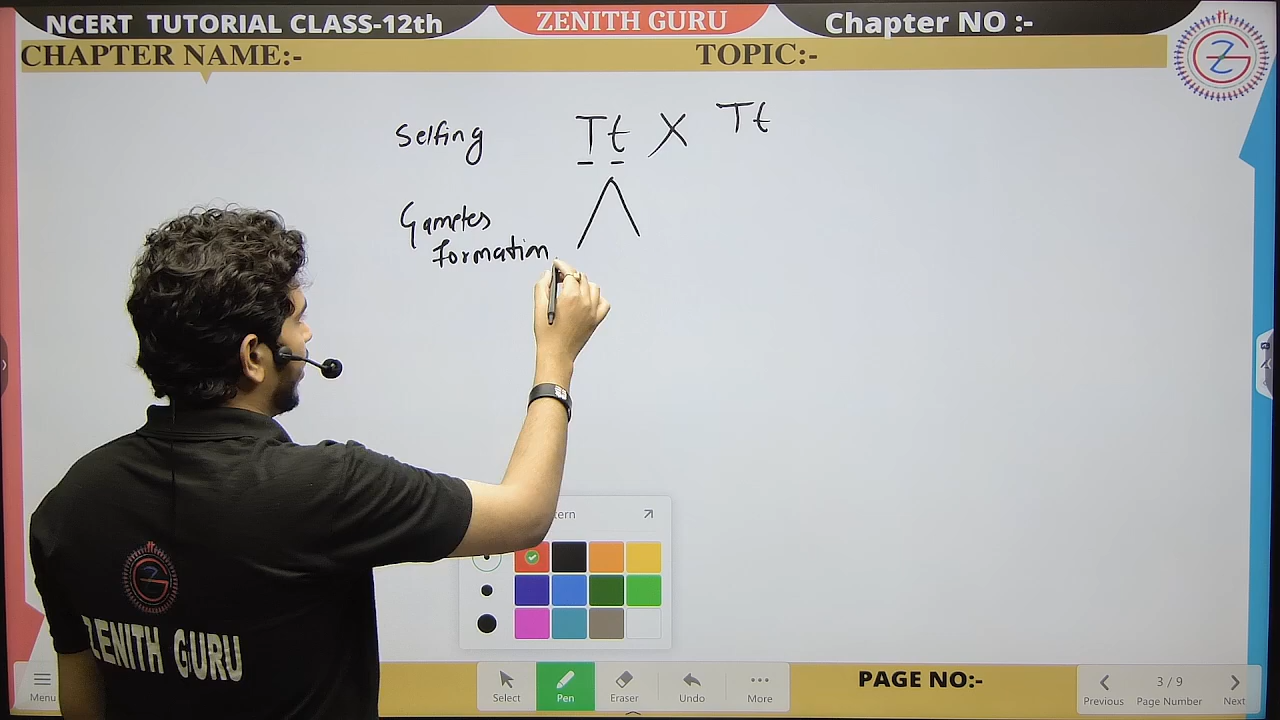 NCERT TUTORIAL CLASS-12th
ZENITH GURU
Chapter NO :-
CHAPTER NAME:-
TOPIC:-
Selfing Tt X Tt
Gametes
formation
ZENITH GURU
Select
Pen
Eraser
Undo
More
Menu
PAGE NO:-
3 / 9
Previous
Page Number
Next